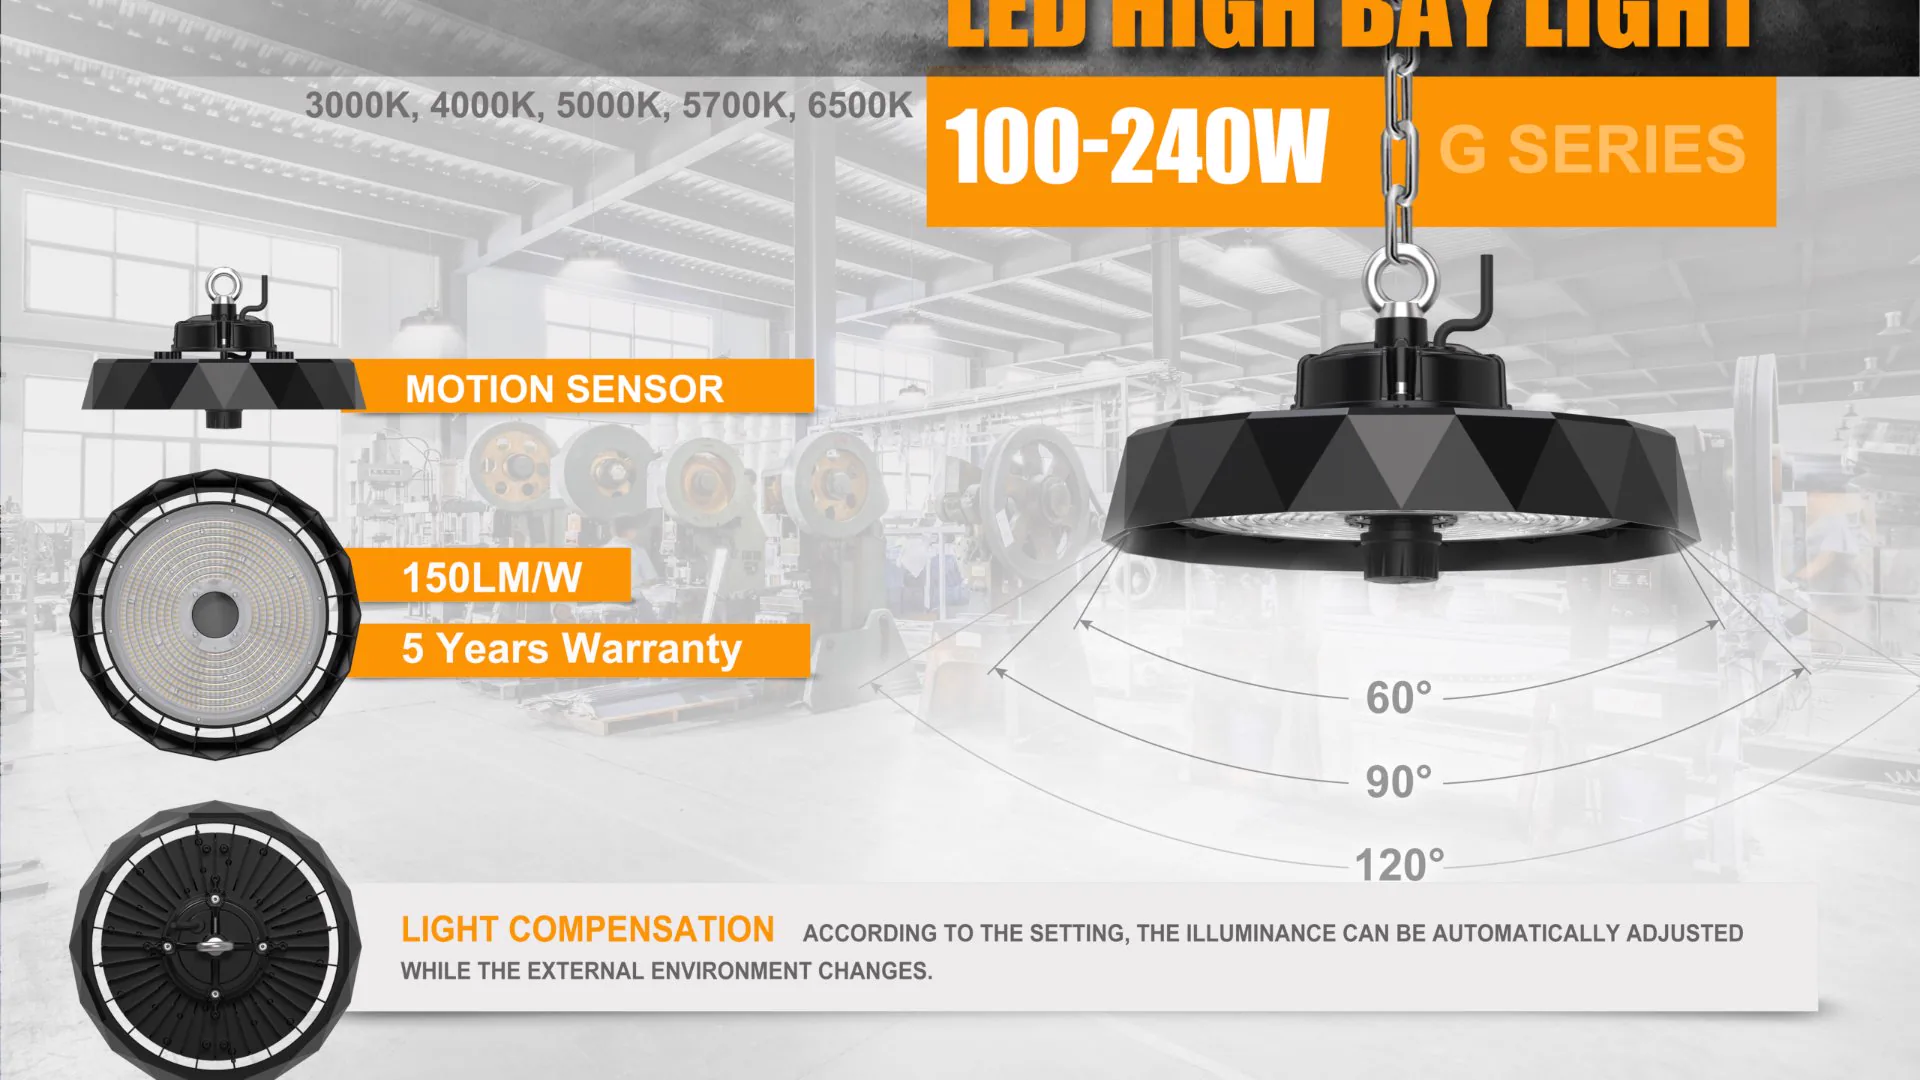 LED HIGH BAY LIGHT
3000K, 4000K, 5000K, 5700K, 6500K
100-240W
G SERIES
MOTION SENSOR
150LM/W
5 Years Warranty
60°
90°
120°
LIGHT COMPENSATION ACCORDING TO THE SETTING, THE ILLUMINANCE CAN BE AUTOMATICALLY ADJUSTED
WHILE THE EXTERNAL ENVIRONMENT CHANGES.